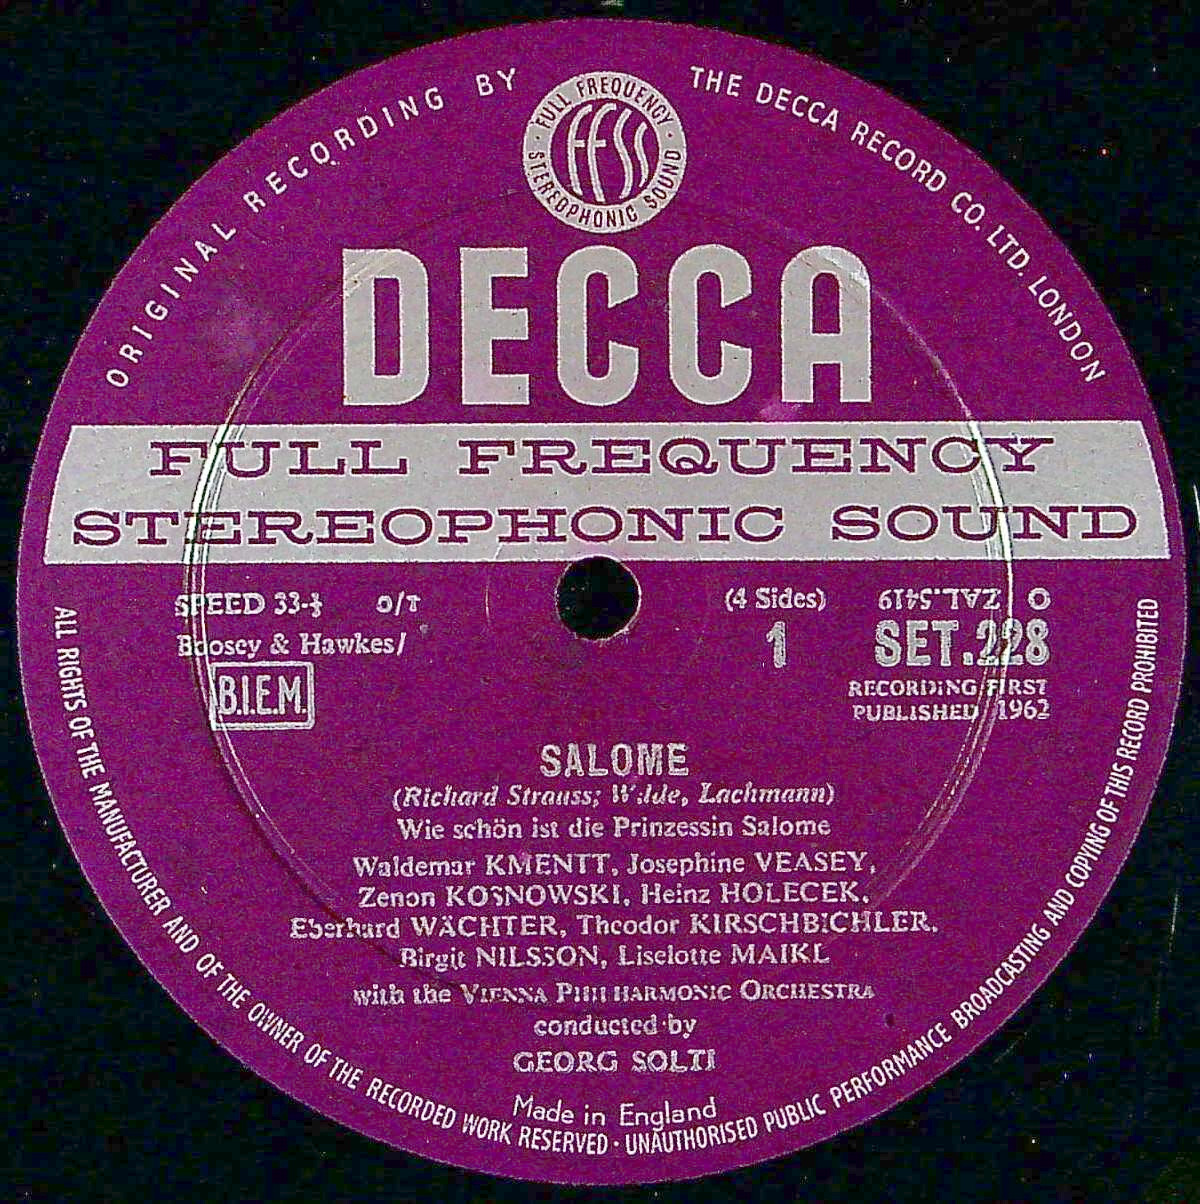 ORIGINAL RECORDING BY THE DECCA RECORD CO. LTD. LONDON
FULL FREQUENCY
FFSS
STEREOPHONIC SOUND
DECCA
FULL FREQUENCY
STEREOPHONIC SOUND
SPEED 33-⅓ O/T (4 Sides) O ZAL.5419
Boosey & Hawkes/ 1 SET.228
B.I.E.M. RECORDING FIRST
PUBLISHED 1962
SALOME
(Richard Strauss; Wilde, Lachmann)
Wie schön ist die Prinzessin Salome
Waldemar KMENTT, Josephine VEASEY,
Zenon KOSNOWSKI, Heinz HOLECEK,
Eberhard WÄCHTER, Theodor KIRSCHBICHLER,
Birgit NILSSON, Liselotte MAIKL
with the VIENNA PHILHARMONIC ORCHESTRA
conducted by
GEORG SOLTI
Made in England
ALL RIGHTS OF THE MANUFACTURER AND OF THE OWNER OF THE RECORDED WORK RESERVED · UNAUTHORISED PUBLIC PERFORMANCE BROADCASTING AND COPYING OF THIS RECORD PROHIBITED